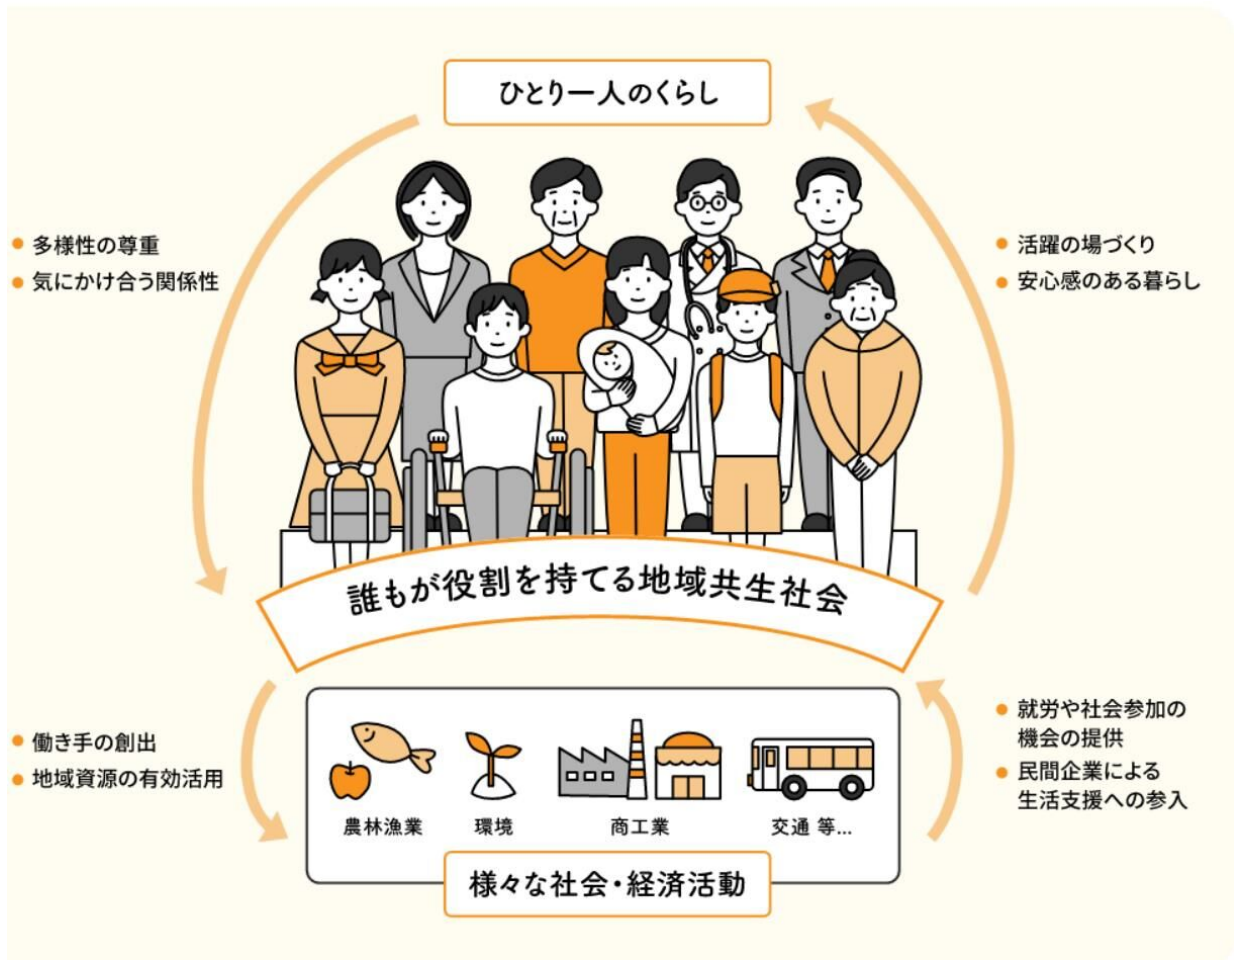 ひとり一人のくらし
多様性の尊重
気にかけ合う関係性
活躍の場づくり
安心感のある暮らし
誰もが役割を持てる地域共生社会
働き手の創出
地域資源の有効活用
就労や社会参加の
機会の提供
民間企業による
生活支援への参入
農林漁業
環境
商工業
交通 等...
様々な社会・経済活動